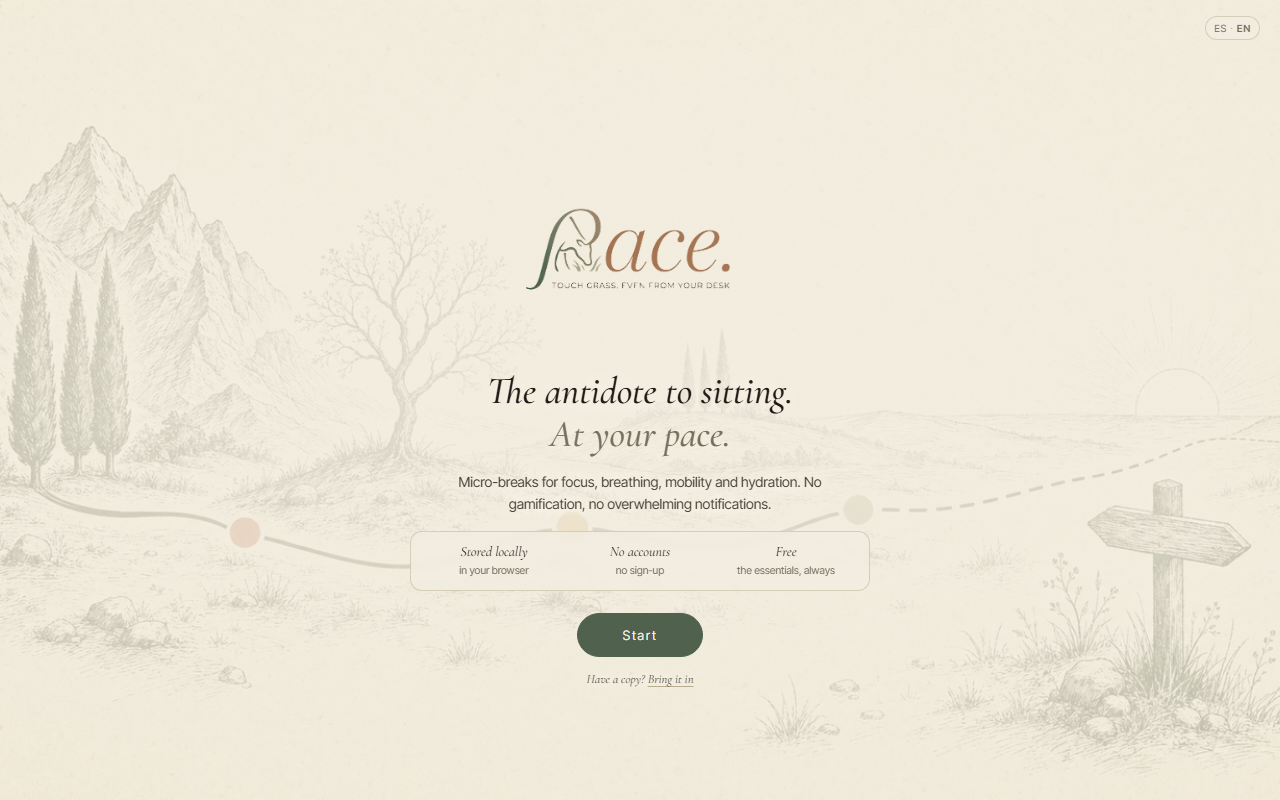 ES · EN
Pace.
TOUCH GRASS. EVEN FROM YOUR DESK
The antidote to sitting.
At your pace.
Micro-breaks for focus, breathing, mobility and hydration. No
gamification, no overwhelming notifications.
Stored locally
in your browser
No accounts
no sign-up
Free
the essentials, always
Start
Have a copy? Bring it in